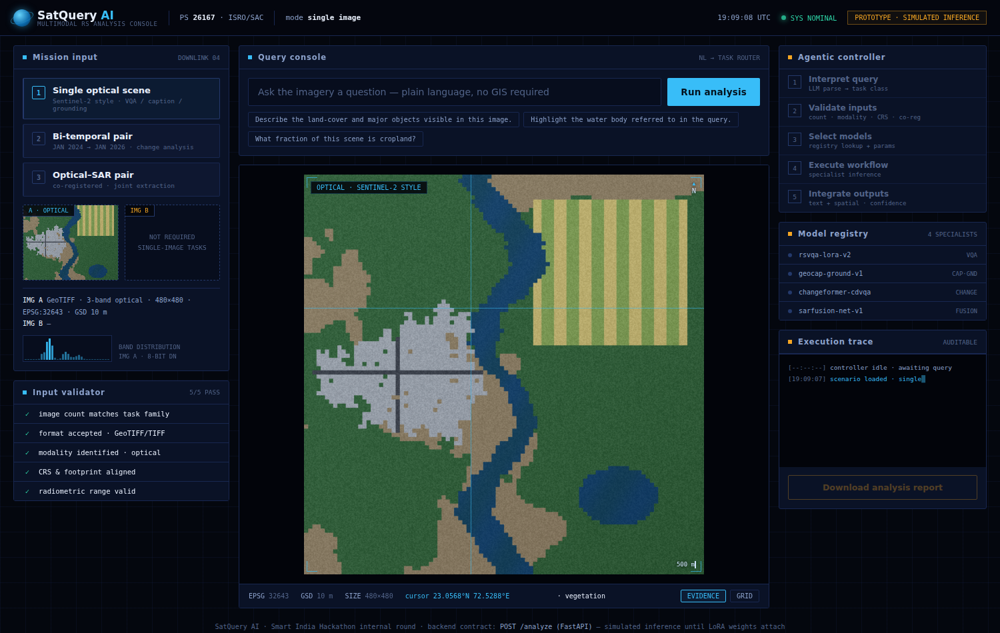 SatQuery AI
MULTIMODAL RS ANALYSIS CONSOLE
PS 26167 · ISRO/SAC
mode single image
19:09:08 UTC
SYS NOMINAL
PROTOTYPE · SIMULATED INFERENCE
Mission input
DOWNLINK 04
1
Single optical scene
Sentinel-2 style · VQA / caption /
grounding
2
Bi-temporal pair
JAN 2024 → JAN 2026 · change analysis
3
Optical–SAR pair
co-registered · joint extraction
A · OPTICAL
IMG B
NOT REQUIRED
SINGLE-IMAGE TASKS
IMG A GeoTIFF · 3-band optical · 480×480 ·
EPSG:32643 · GSD 10 m
IMG B —
BAND DISTRIBUTION
IMG A · 8-BIT DN
Input validator
5/5 PASS
✓ image count matches task family
✓ format accepted · GeoTIFF/TIFF
✓ modality identified · optical
✓ CRS & footprint aligned
✓ radiometric range valid
Query console
NL → TASK ROUTER
Ask the imagery a question — plain language, no GIS required
Run analysis
Describe the land-cover and major objects visible in this image.
Highlight the water body referred to in the query.
What fraction of this scene is cropland?
OPTICAL · SENTINEL-2 STYLE
▲
N
500 m
EPSG 32643 GSD 10 m SIZE 480×480 cursor 23.0568°N 72.5288°E · vegetation
EVIDENCE
GRID
Agentic controller
1
Interpret query
LLM parse → task class
2
Validate inputs
count · modality · CRS · co-reg
3
Select models
registry lookup + params
4
Execute workflow
specialist inference
5
Integrate outputs
text + spatial · confidence
Model registry
4 SPECIALISTS
rsvqa-lora-v2 VQA
geocap-ground-v1 CAP·GND
changeformer-cdvqa CHANGE
sarfusion-net-v1 FUSION
Execution trace
AUDITABLE
[--:--:--] controller idle · awaiting query
[19:09:07] scenario loaded · single
Download analysis report
SatQuery AI · Smart India Hackathon internal round · backend contract: POST /analyze (FastAPI) — simulated inference until LoRA weights attach